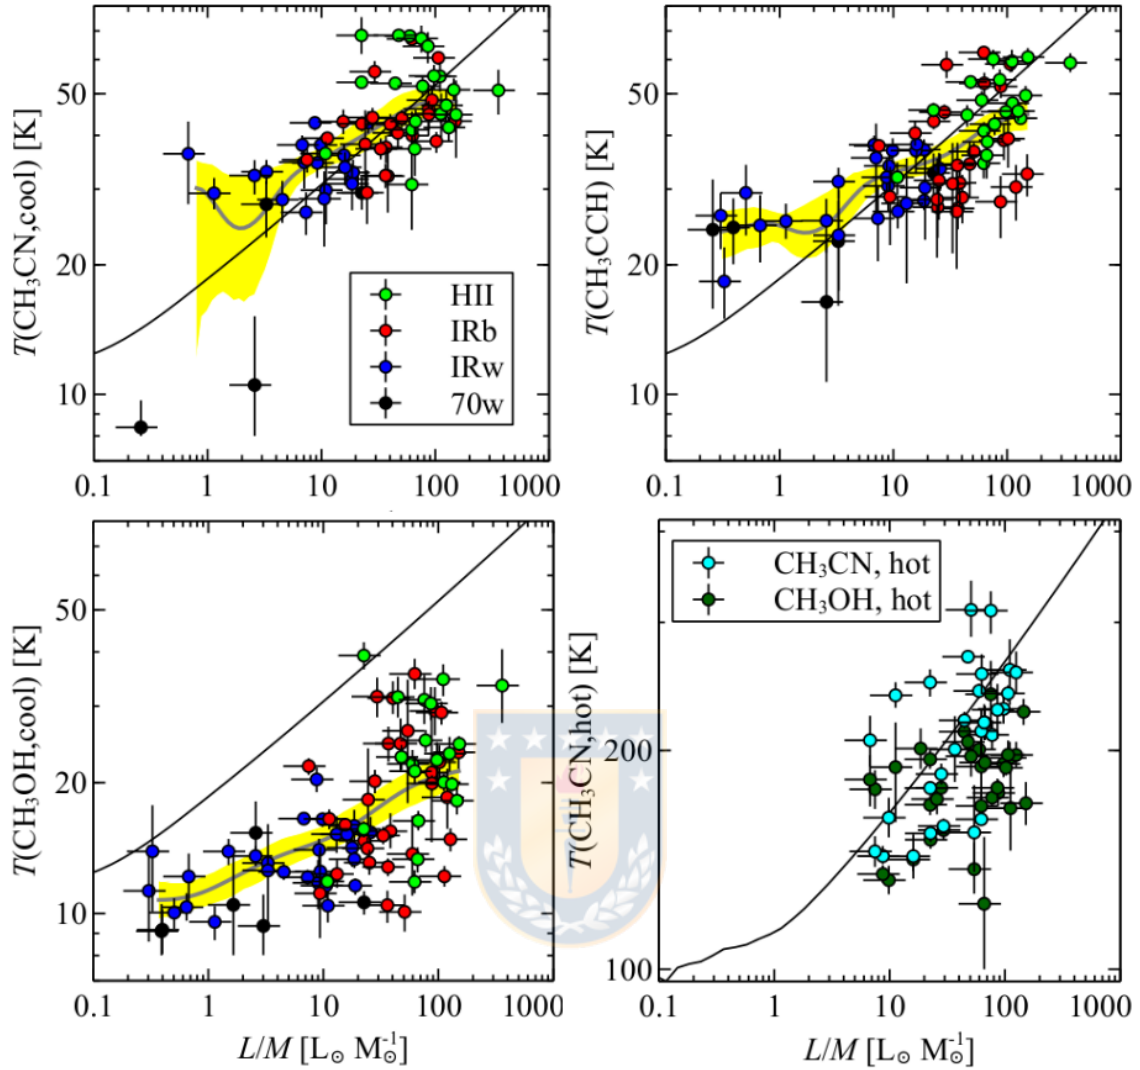 T(CH₃CN,cool) [K]
50
20
10
HII
IRb
IRw
70w
0.1 1 10 100 1000
T(CH₃CCH) [K]
50
20
10
0.1 1 10 100 1000
T(CH₃OH,cool) [K]
50
20
10
0.1 1 10 100 1000
L/M [L☉ M☉⁻¹]
T(CH₃CN,hot) [K]
200
100
CH₃CN, hot
CH₃OH, hot
0.1 1 10 100 1000
L/M [L☉ M☉⁻¹]